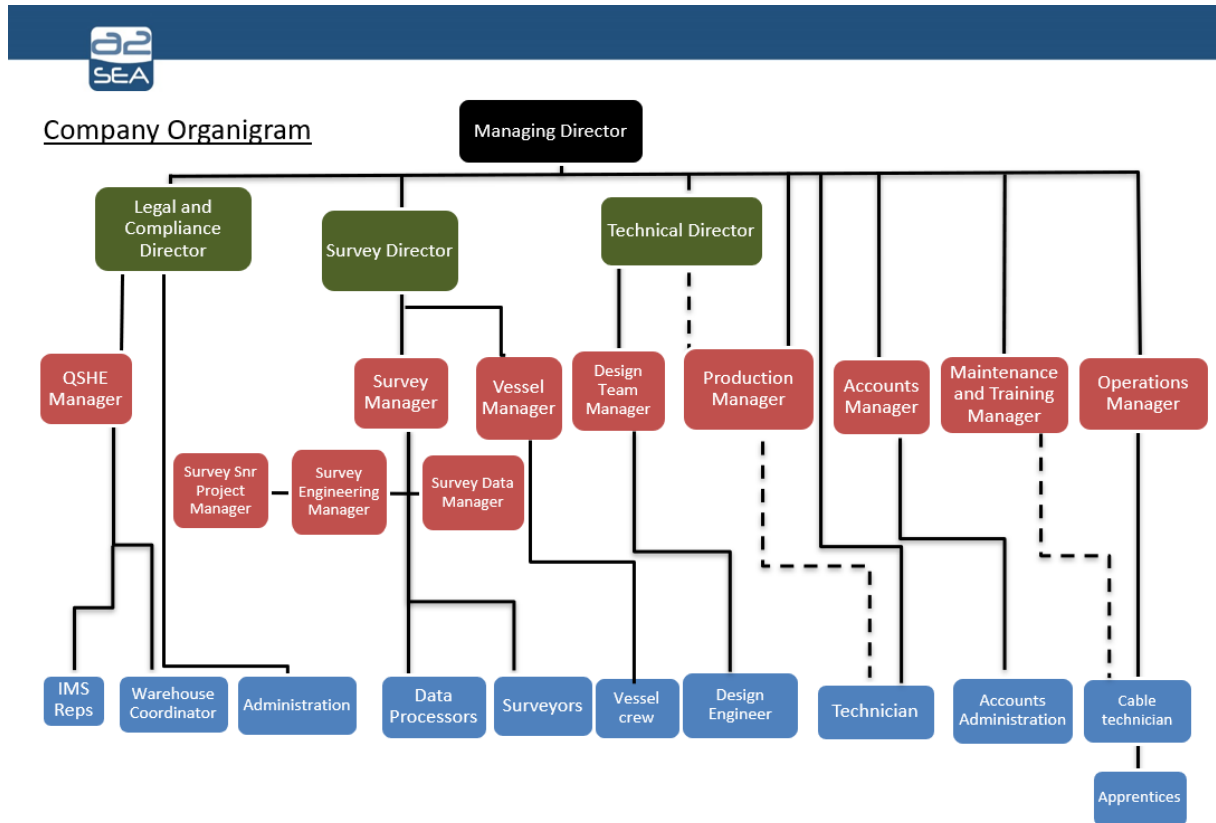 a2
SEA
Company Organigram
Managing Director
Legal and
Compliance
Director
Survey Director
Technical Director
QSHE
Manager
Survey
Manager
Vessel
Manager
Design
Team
Manager
Production
Manager
Accounts
Manager
Maintenance
and Training
Manager
Operations
Manager
Survey Snr
Project
Manager
Survey
Engineering
Manager
Survey Data
Manager
IMS
Reps
Warehouse
Coordinator
Administration
Data
Processors
Surveyors
Vessel
crew
Design
Engineer
Technician
Accounts
Administration
Cable
technician
Apprentices